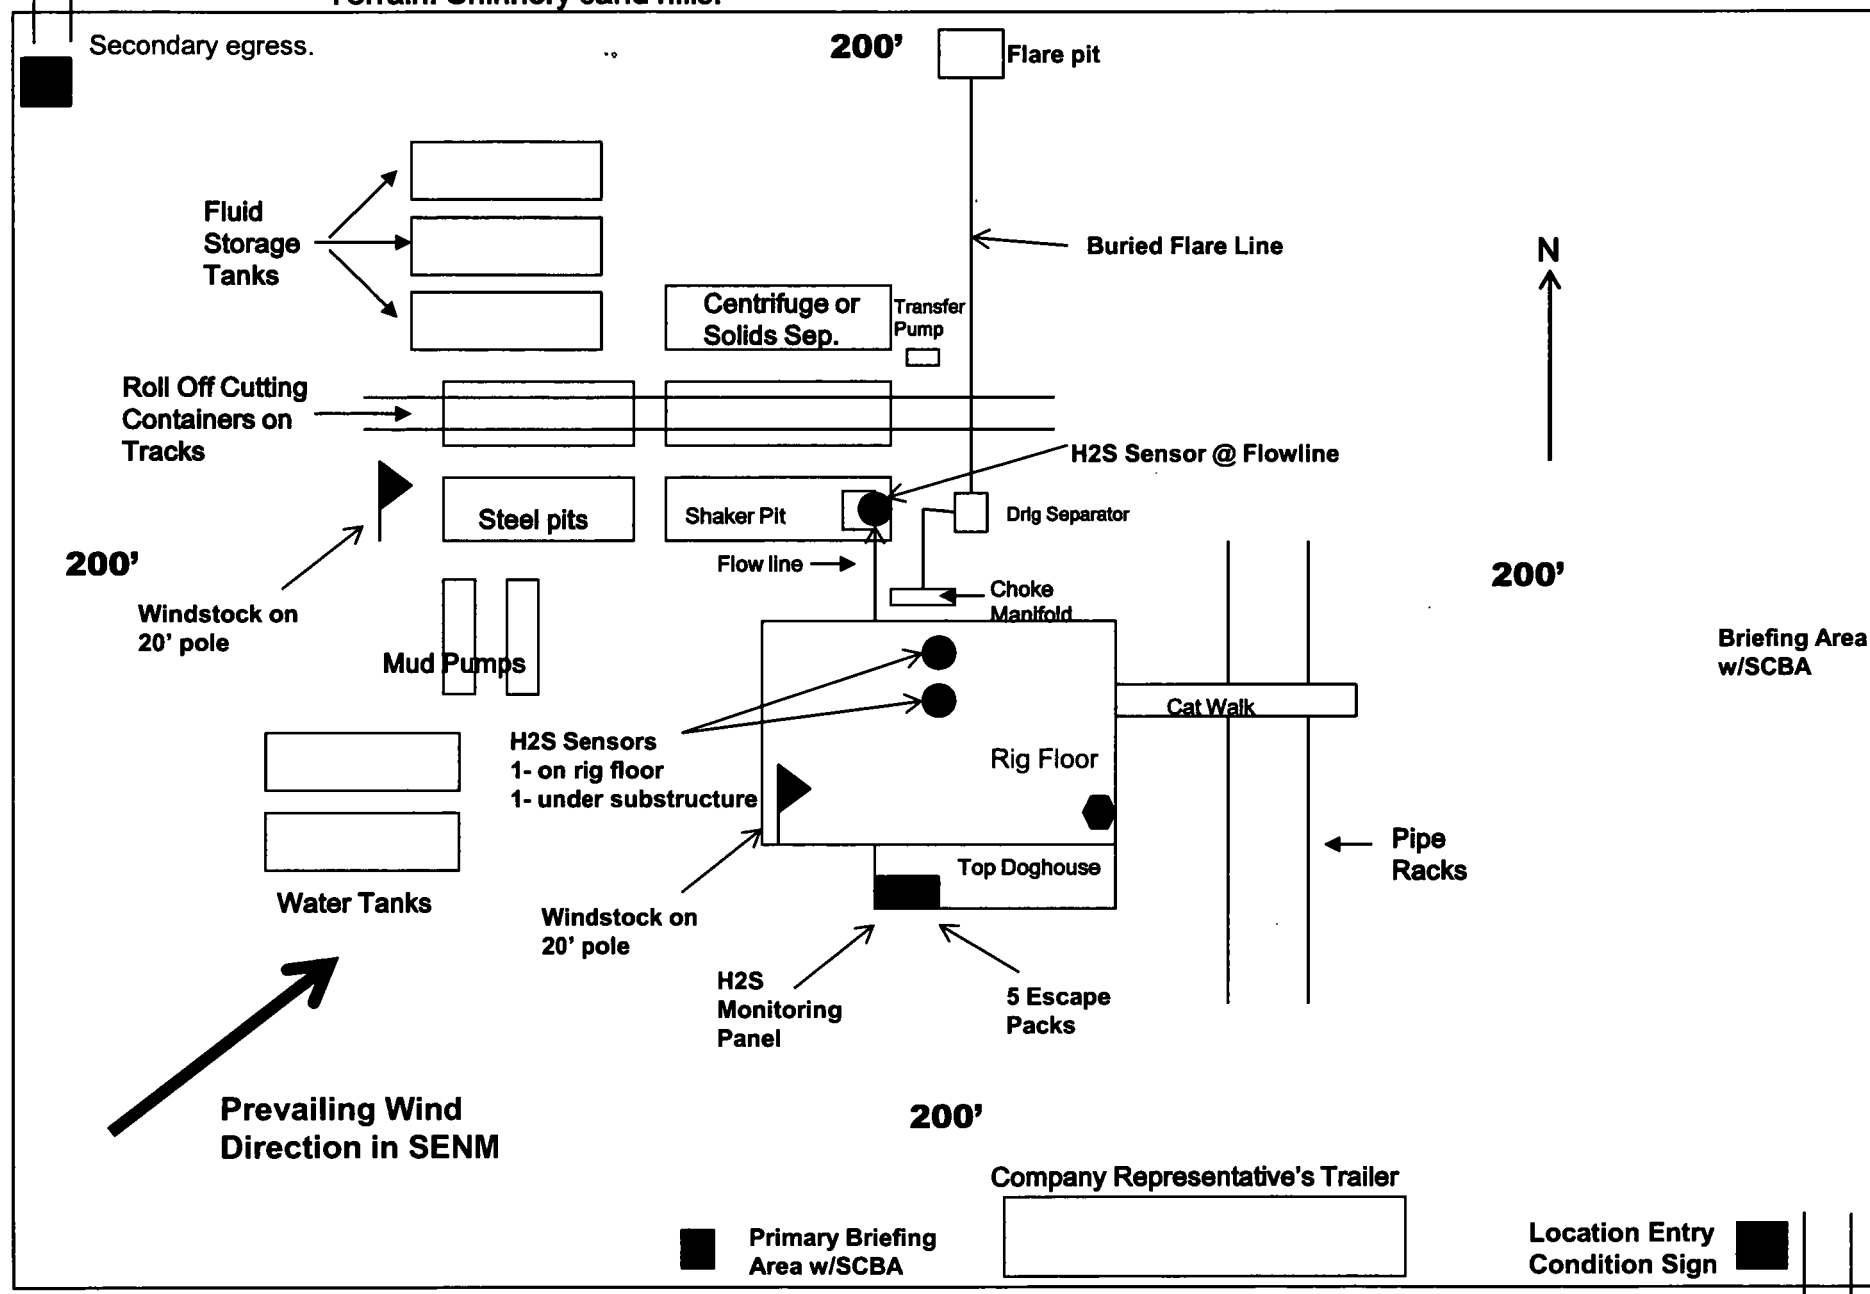 Terrain: Shinnery sand hills.
Secondary egress.
200’
Flare pit
Fluid
Storage
Tanks
Buried Flare Line
N
Centrifuge or
Solids Sep.
Transfer
Pump
Roll Off Cutting
Containers on
Tracks
H2S Sensor @ Flowline
Steel pits
Shaker Pit
Drlg Separator
Flow line
200’
200’
Choke
Manifold
Windstock on
20’ pole
Mud Pumps
Briefing Area
w/SCBA
Cat Walk
H2S Sensors
1- on rig floor
1- under substructure
Rig Floor
Pipe
Racks
Top Doghouse
Water Tanks
Windstock on
20’ pole
H2S
Monitoring
Panel
5 Escape
Packs
Prevailing Wind
Direction in SENM
200’
Company Representative’s Trailer
Primary Briefing
Area w/SCBA
Location Entry
Condition Sign